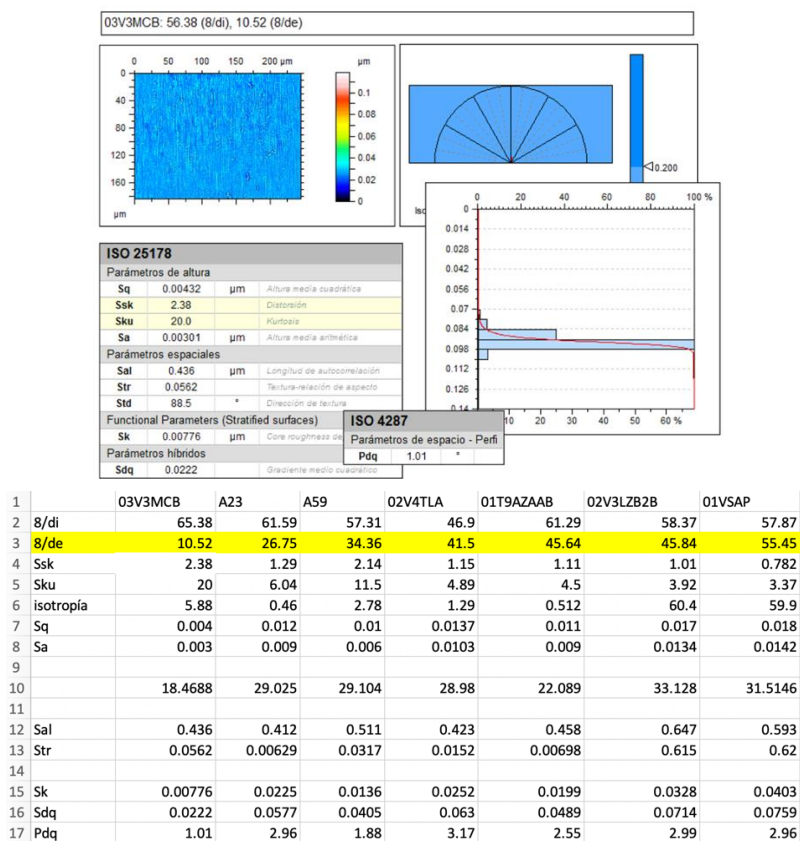 03V3MCB: 56.38 (8/di), 10.52 (8/de)
0 50 100 150 200 µm
µm
0
40
80
120
160
µm
0.1
0.08
0.06
0.04
0.02
0
0.200
0 20 40 60 80 100 %
0
0.014
0.028
0.042
0.056
0.07
0.084
0.098
0.112
0.126
0.14
10 20 30 40 50 60 %
ISO 25178
Parámetros de altura
Sq 0.00432 µm Altura media cuadrática
Ssk 2.38 Distorsión
Sku 20.0 Kurtosis
Sa 0.00301 µm Altura media aritmética
Parámetros espaciales
Sal 0.436 µm Longitud de autocorrelación
Str 0.0562 Textura-relación de aspecto
Std 88.5 ° Dirección de textura
Functional Parameters (Stratified surfaces)
Sk 0.00776 µm Core roughness de
Parámetros híbridos
Sdq 0.0222 Gradiente medio cuadrático
ISO 4287
Parámetros de espacio - Perfi
Pdq 1.01 °
1 03V3MCB A23 A59 02V4TLA 01T9AZAAB 02V3LZB2B 01VSAP
2 8/di 65.38 61.59 57.31 46.9 61.29 58.37 57.87
3 8/de 10.52 26.75 34.36 41.5 45.64 45.84 55.45
4 Ssk 2.38 1.29 2.14 1.15 1.11 1.01 0.782
5 Sku 20 6.04 11.5 4.89 4.5 3.92 3.37
6 isotropía 5.88 0.46 2.78 1.29 0.512 60.4 59.9
7 Sq 0.004 0.012 0.01 0.0137 0.011 0.017 0.018
8 Sa 0.003 0.009 0.006 0.0103 0.009 0.0134 0.0142
9
10 18.4688 29.025 29.104 28.98 22.089 33.128 31.5146
11
12 Sal 0.436 0.412 0.511 0.423 0.458 0.647 0.593
13 Str 0.0562 0.00629 0.0317 0.0152 0.00698 0.615 0.62
14
15 Sk 0.00776 0.0225 0.0136 0.0252 0.0199 0.0328 0.0403
16 Sdq 0.0222 0.0577 0.0405 0.063 0.0489 0.0714 0.0759
17 Pdq 1.01 2.96 1.88 3.17 2.55 2.99 2.96